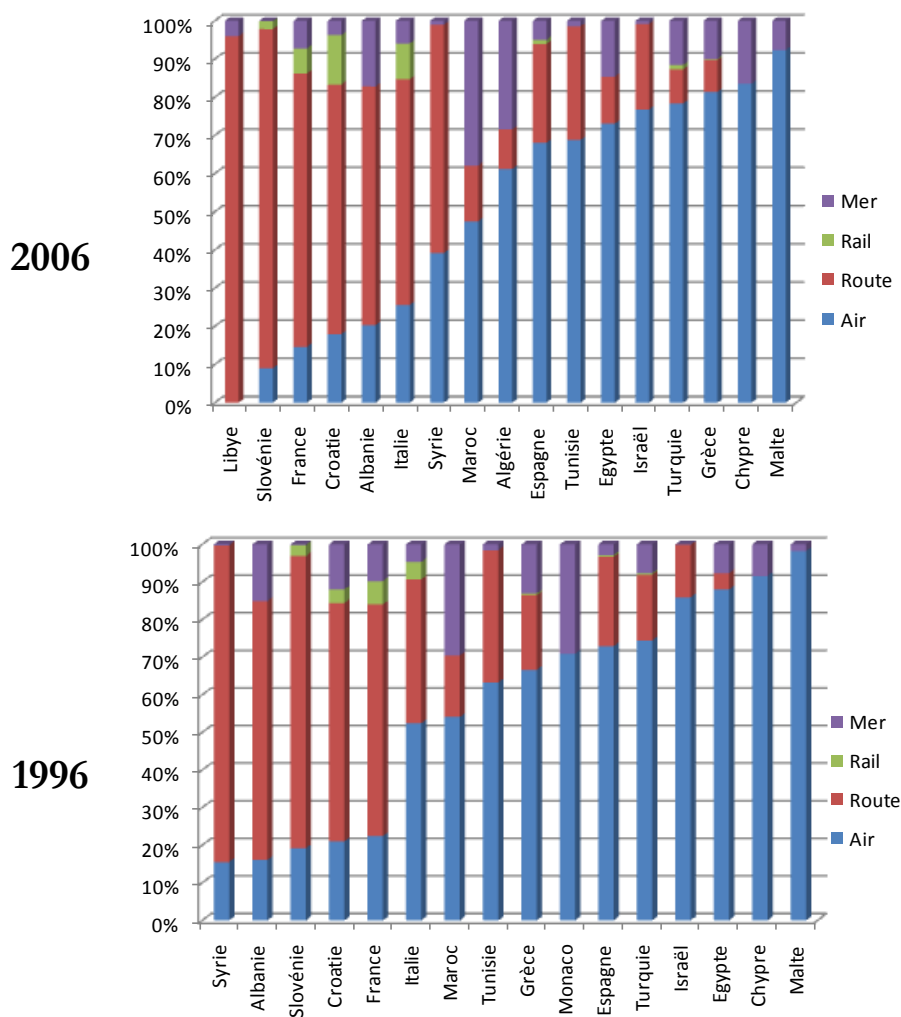 2006
100%
90%
80%
70%
60%
50%
40%
30%
20%
10%
0%
Libye
Slovénie
France
Croatie
Albanie
Italie
Syrie
Maroc
Algérie
Espagne
Tunisie
Egypte
Israël
Turquie
Grèce
Chypre
Malte
Mer
Rail
Route
Air
1996
100%
90%
80%
70%
60%
50%
40%
30%
20%
10%
0%
Syrie
Albanie
Slovénie
Croatie
France
Italie
Maroc
Tunisie
Grèce
Monaco
Espagne
Turquie
Israël
Egypte
Chypre
Malte
Mer
Rail
Route
Air